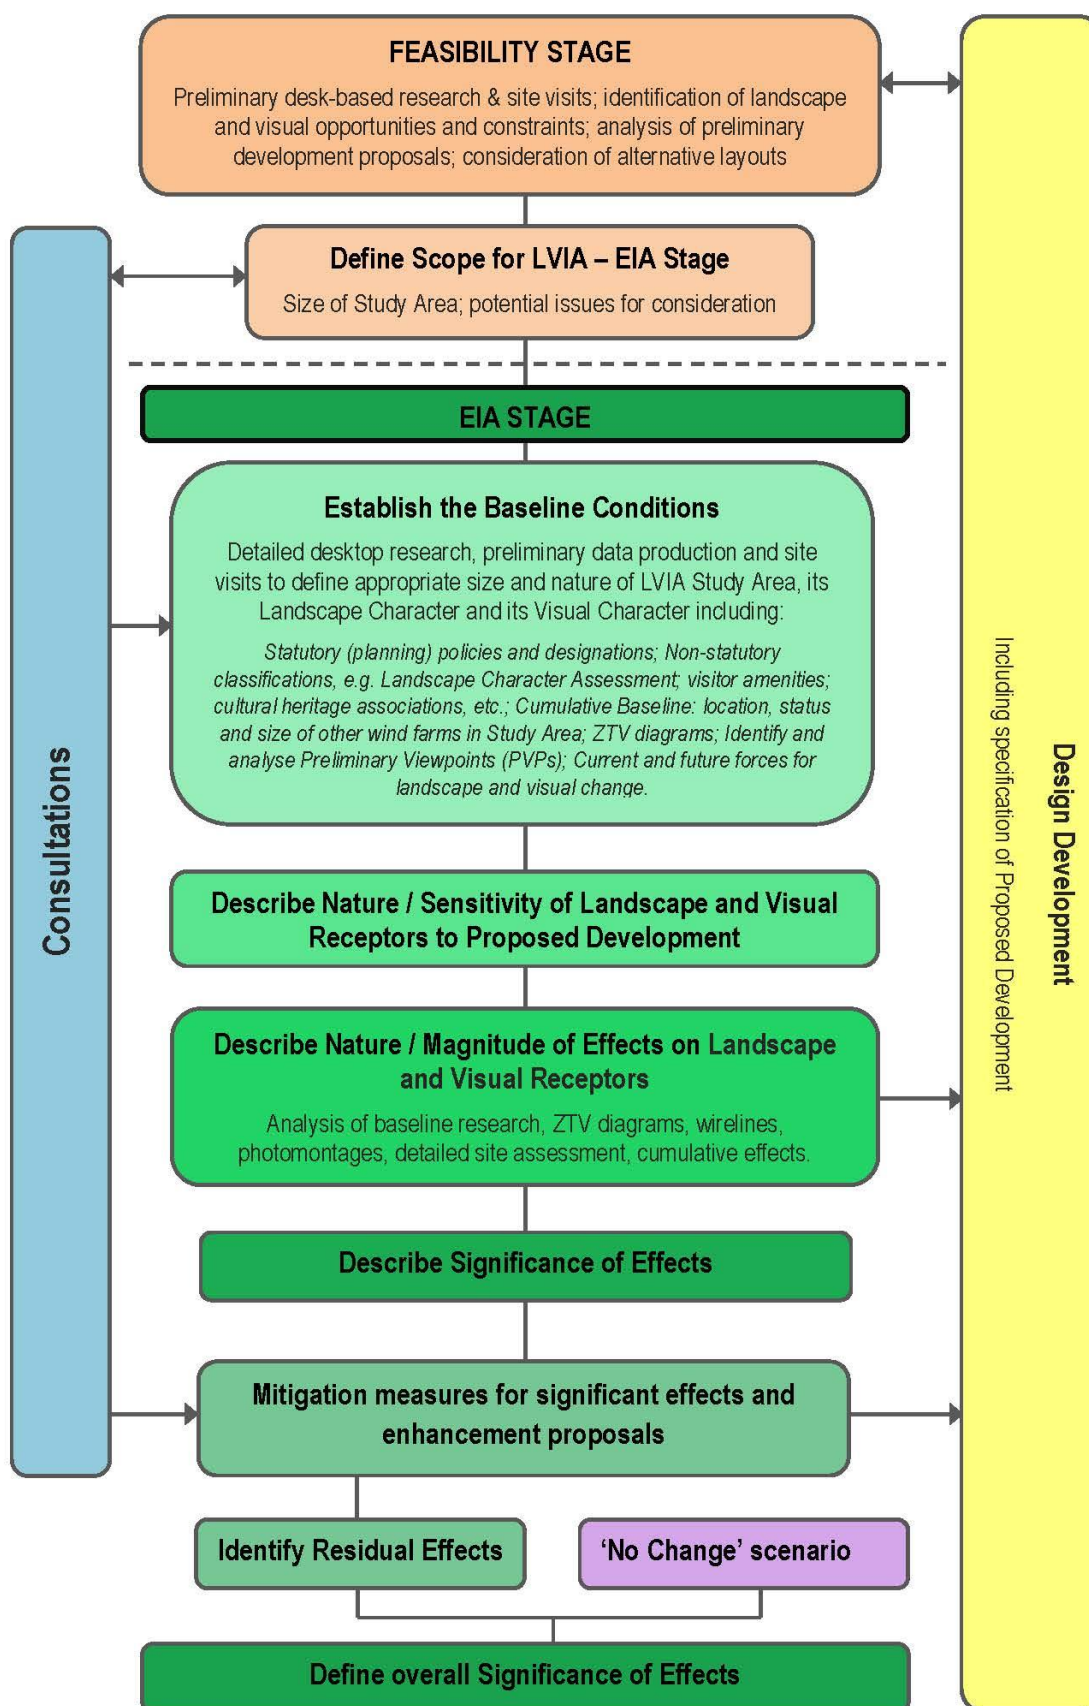 FEASIBILITY STAGE
Preliminary desk-based research & site visits; identification of landscape
and visual opportunities and constraints; analysis of preliminary
development proposals; consideration of alternative layouts
Define Scope for LVIA – EIA Stage
Size of Study Area; potential issues for consideration
EIA STAGE
Establish the Baseline Conditions
Detailed desktop research, preliminary data production and site
visits to define appropriate size and nature of LVIA Study Area, its
Landscape Character and its Visual Character including:
Statutory (planning) policies and designations; Non-statutory
classifications, e.g. Landscape Character Assessment; visitor amenities;
cultural heritage associations, etc.; Cumulative Baseline: location, status
and size of other wind farms in Study Area; ZTV diagrams; Identify and
analyse Preliminary Viewpoints (PVPs); Current and future forces for
landscape and visual change.
Describe Nature / Sensitivity of Landscape and Visual
Receptors to Proposed Development
Describe Nature / Magnitude of Effects on Landscape
and Visual Receptors
Analysis of baseline research, ZTV diagrams, wirelines,
photomontages, detailed site assessment, cumulative effects.
Describe Significance of Effects
Mitigation measures for significant effects and
enhancement proposals
Identify Residual Effects
‘No Change’ scenario
Define overall Significance of Effects
Consultations
Design Development
Including specification of Proposed Development